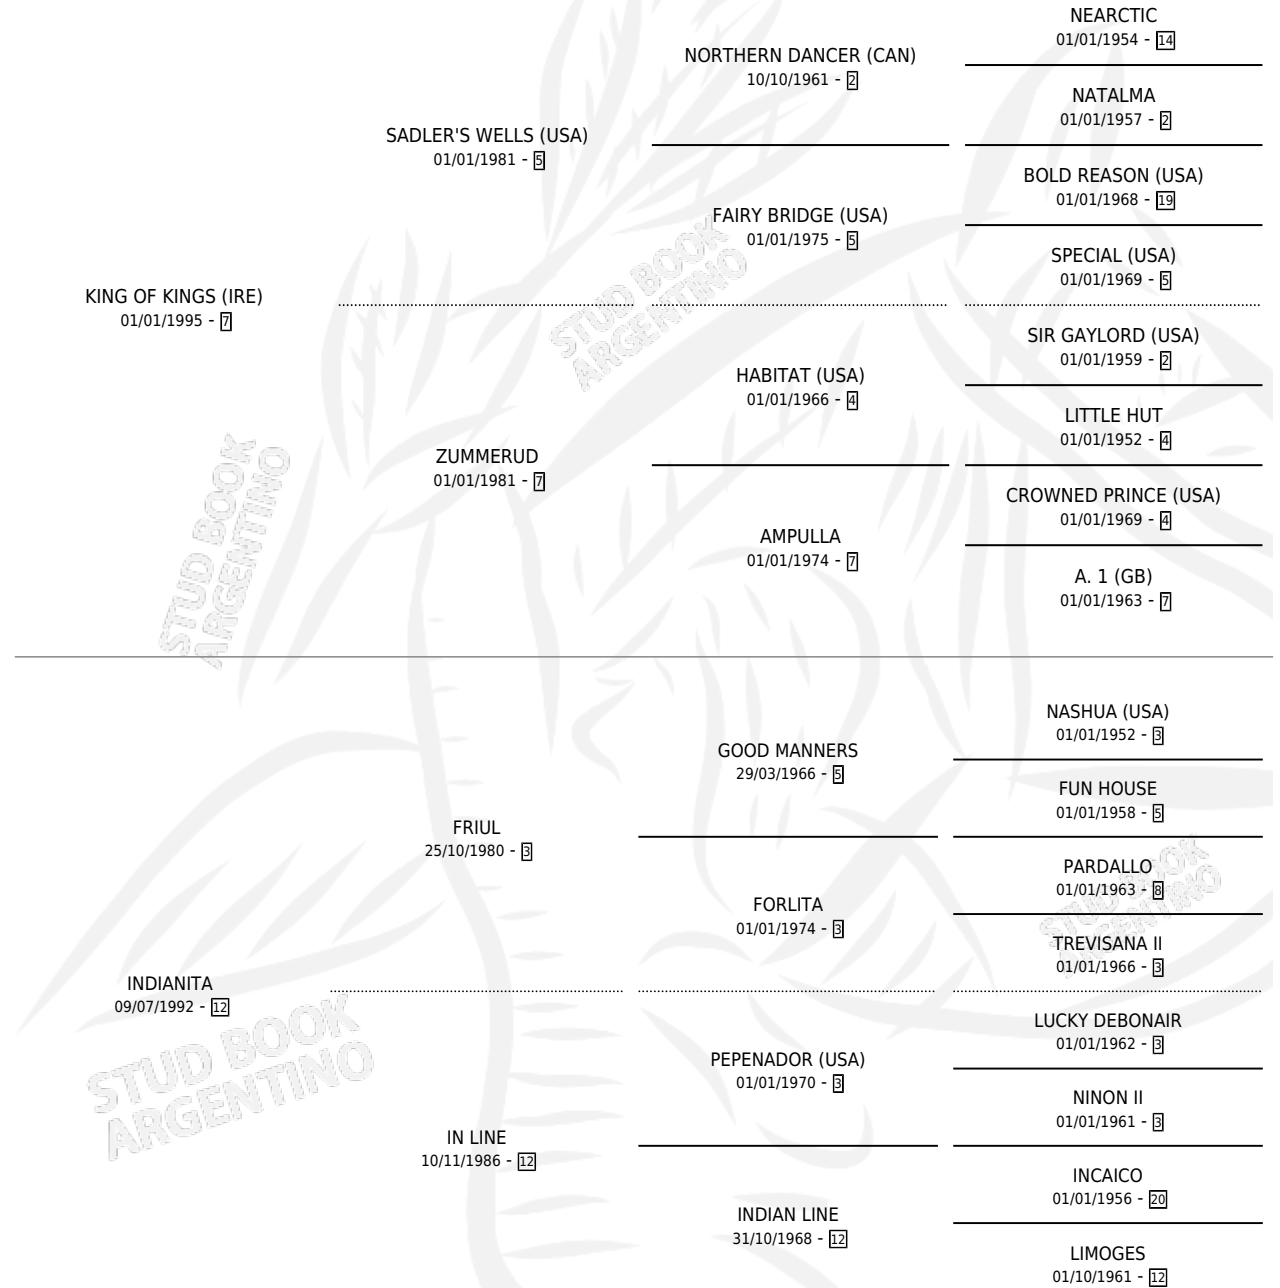 NEARCTIC
01/01/1954 - 14
NORTHERN DANCER (CAN)
10/10/1961 - 2
NATALMA
01/01/1957 - 2
SADLER'S WELLS (USA)
01/01/1981 - 5
BOLD REASON (USA)
01/01/1968 - 19
FAIRY BRIDGE (USA)
01/01/1975 - 5
SPECIAL (USA)
01/01/1969 - 5
KING OF KINGS (IRE)
01/01/1995 - 7
STUD BOOK
ARGENTINO
SIR GAYLORD (USA)
01/01/1959 - 2
HABITAT (USA)
01/01/1966 - 4
LITTLE HUT
01/01/1952 - 4
ZUMMERUD
01/01/1981 - 7
CROWNED PRINCE (USA)
01/01/1969 - 4
AMPULLA
01/01/1974 - 7
A. 1 (GB)
01/01/1963 - 7
STUD BOOK
ARGENTINO
NASHUA (USA)
01/01/1952 - 3
GOOD MANNERS
29/03/1966 - 5
FUN HOUSE
01/01/1958 - 5
FRIUL
25/10/1980 - 3
PARDALLO
01/01/1963 - 8
FORLITA
01/01/1974 - 3
TREVISANA II
01/01/1966 - 3
STUD BOOK
ARGENTINO
INDIANITA
09/07/1992 - 12
LUCKY DEBONAIR
01/01/1962 - 3
PEPENADOR (USA)
01/01/1970 - 3
NINON II
01/01/1961 - 3
STUD BOOK
ARGENTINO
IN LINE
10/11/1986 - 12
INCAICO
01/01/1956 - 20
INDIAN LINE
31/10/1968 - 12
LIMOGES
01/10/1961 - 12